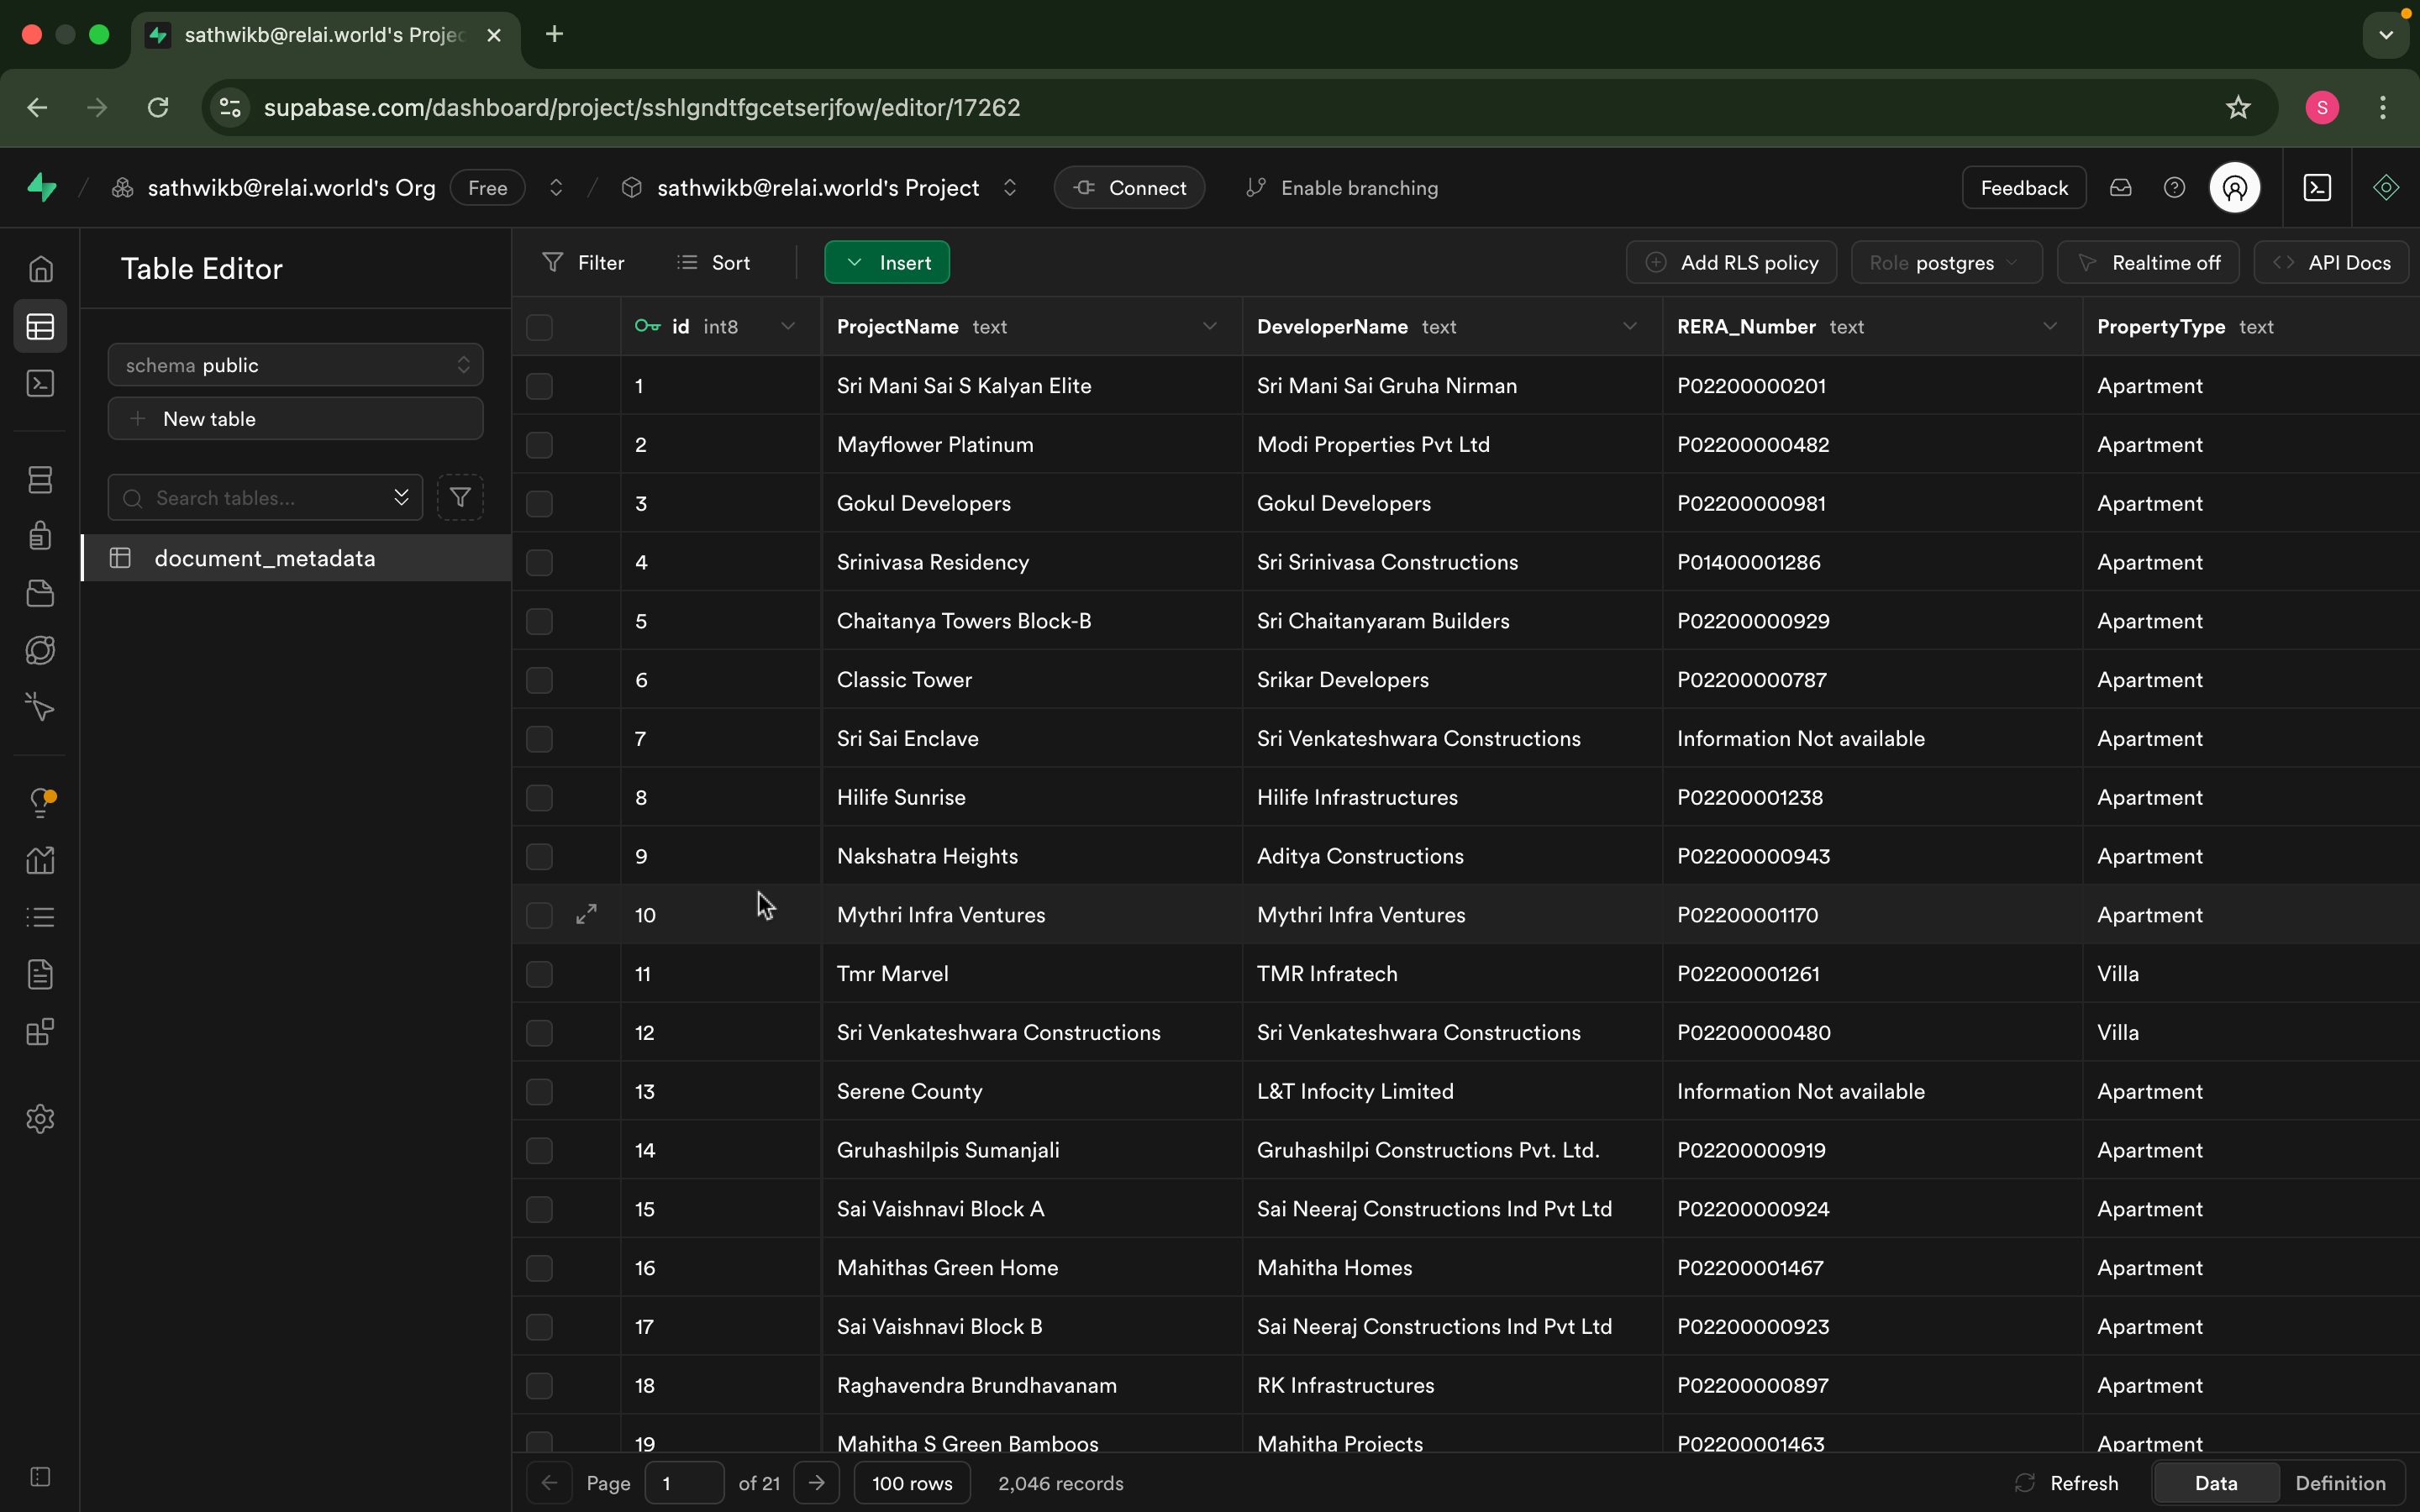 sathwikb@relai.world's Projec
supabase.com/dashboard/project/sshlgndtfgcetserjfow/editor/17262
S
sathwikb@relai.world's Org Free sathwikb@relai.world's Project Connect Enable branching Feedback
Table Editor
schema public
New table
Search tables...
document_metadata
Filter Sort Insert Add RLS policy Role postgres Realtime off API Docs
id int8 ProjectName text DeveloperName text RERA_Number text PropertyType text
1 Sri Mani Sai S Kalyan Elite Sri Mani Sai Gruha Nirman P02200000201 Apartment
2 Mayflower Platinum Modi Properties Pvt Ltd P02200000482 Apartment
3 Gokul Developers Gokul Developers P02200000981 Apartment
4 Srinivasa Residency Sri Srinivasa Constructions P01400001286 Apartment
5 Chaitanya Towers Block-B Sri Chaitanyaram Builders P02200000929 Apartment
6 Classic Tower Srikar Developers P02200000787 Apartment
7 Sri Sai Enclave Sri Venkateshwara Constructions Information Not available Apartment
8 Hilife Sunrise Hilife Infrastructures P02200001238 Apartment
9 Nakshatra Heights Aditya Constructions P02200000943 Apartment
10 Mythri Infra Ventures Mythri Infra Ventures P02200001170 Apartment
11 Tmr Marvel TMR Infratech P02200001261 Villa
12 Sri Venkateshwara Constructions Sri Venkateshwara Constructions P02200000480 Villa
13 Serene County L&T Infocity Limited Information Not available Apartment
14 Gruhashilpis Sumanjali Gruhashilpi Constructions Pvt. Ltd. P02200000919 Apartment
15 Sai Vaishnavi Block A Sai Neeraj Constructions Ind Pvt Ltd P02200000924 Apartment
16 Mahithas Green Home Mahitha Homes P02200001467 Apartment
17 Sai Vaishnavi Block B Sai Neeraj Constructions Ind Pvt Ltd P02200000923 Apartment
18 Raghavendra Brundhavanam RK Infrastructures P02200000897 Apartment
19 Mahitha S Green Bamboos Mahitha Projects P02200001463 Apartment
Page 1 of 21 100 rows 2,046 records Refresh Data Definition